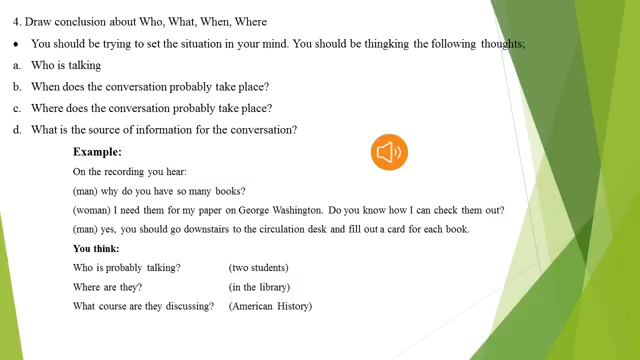 4. Draw conclusion about Who, What, When, Where
• You should be trying to set the situation in your mind. You should be thingking the following thoughts;
a. Who is talking
b. When does the conversation probably take place?
c. Where does the conversation probably take place?
d. What is the source of information for the conversation?
Example:
On the recording you hear:
(man) why do you have so many books?
(woman) I need them for my paper on George Washington. Do you know how I can check them out?
(man) yes, you should go downstairs to the circulation desk and fill out a card for each book.
You think:
Who is probably talking? (two students)
Where are they? (in the library)
What course are they discussing? (American History)